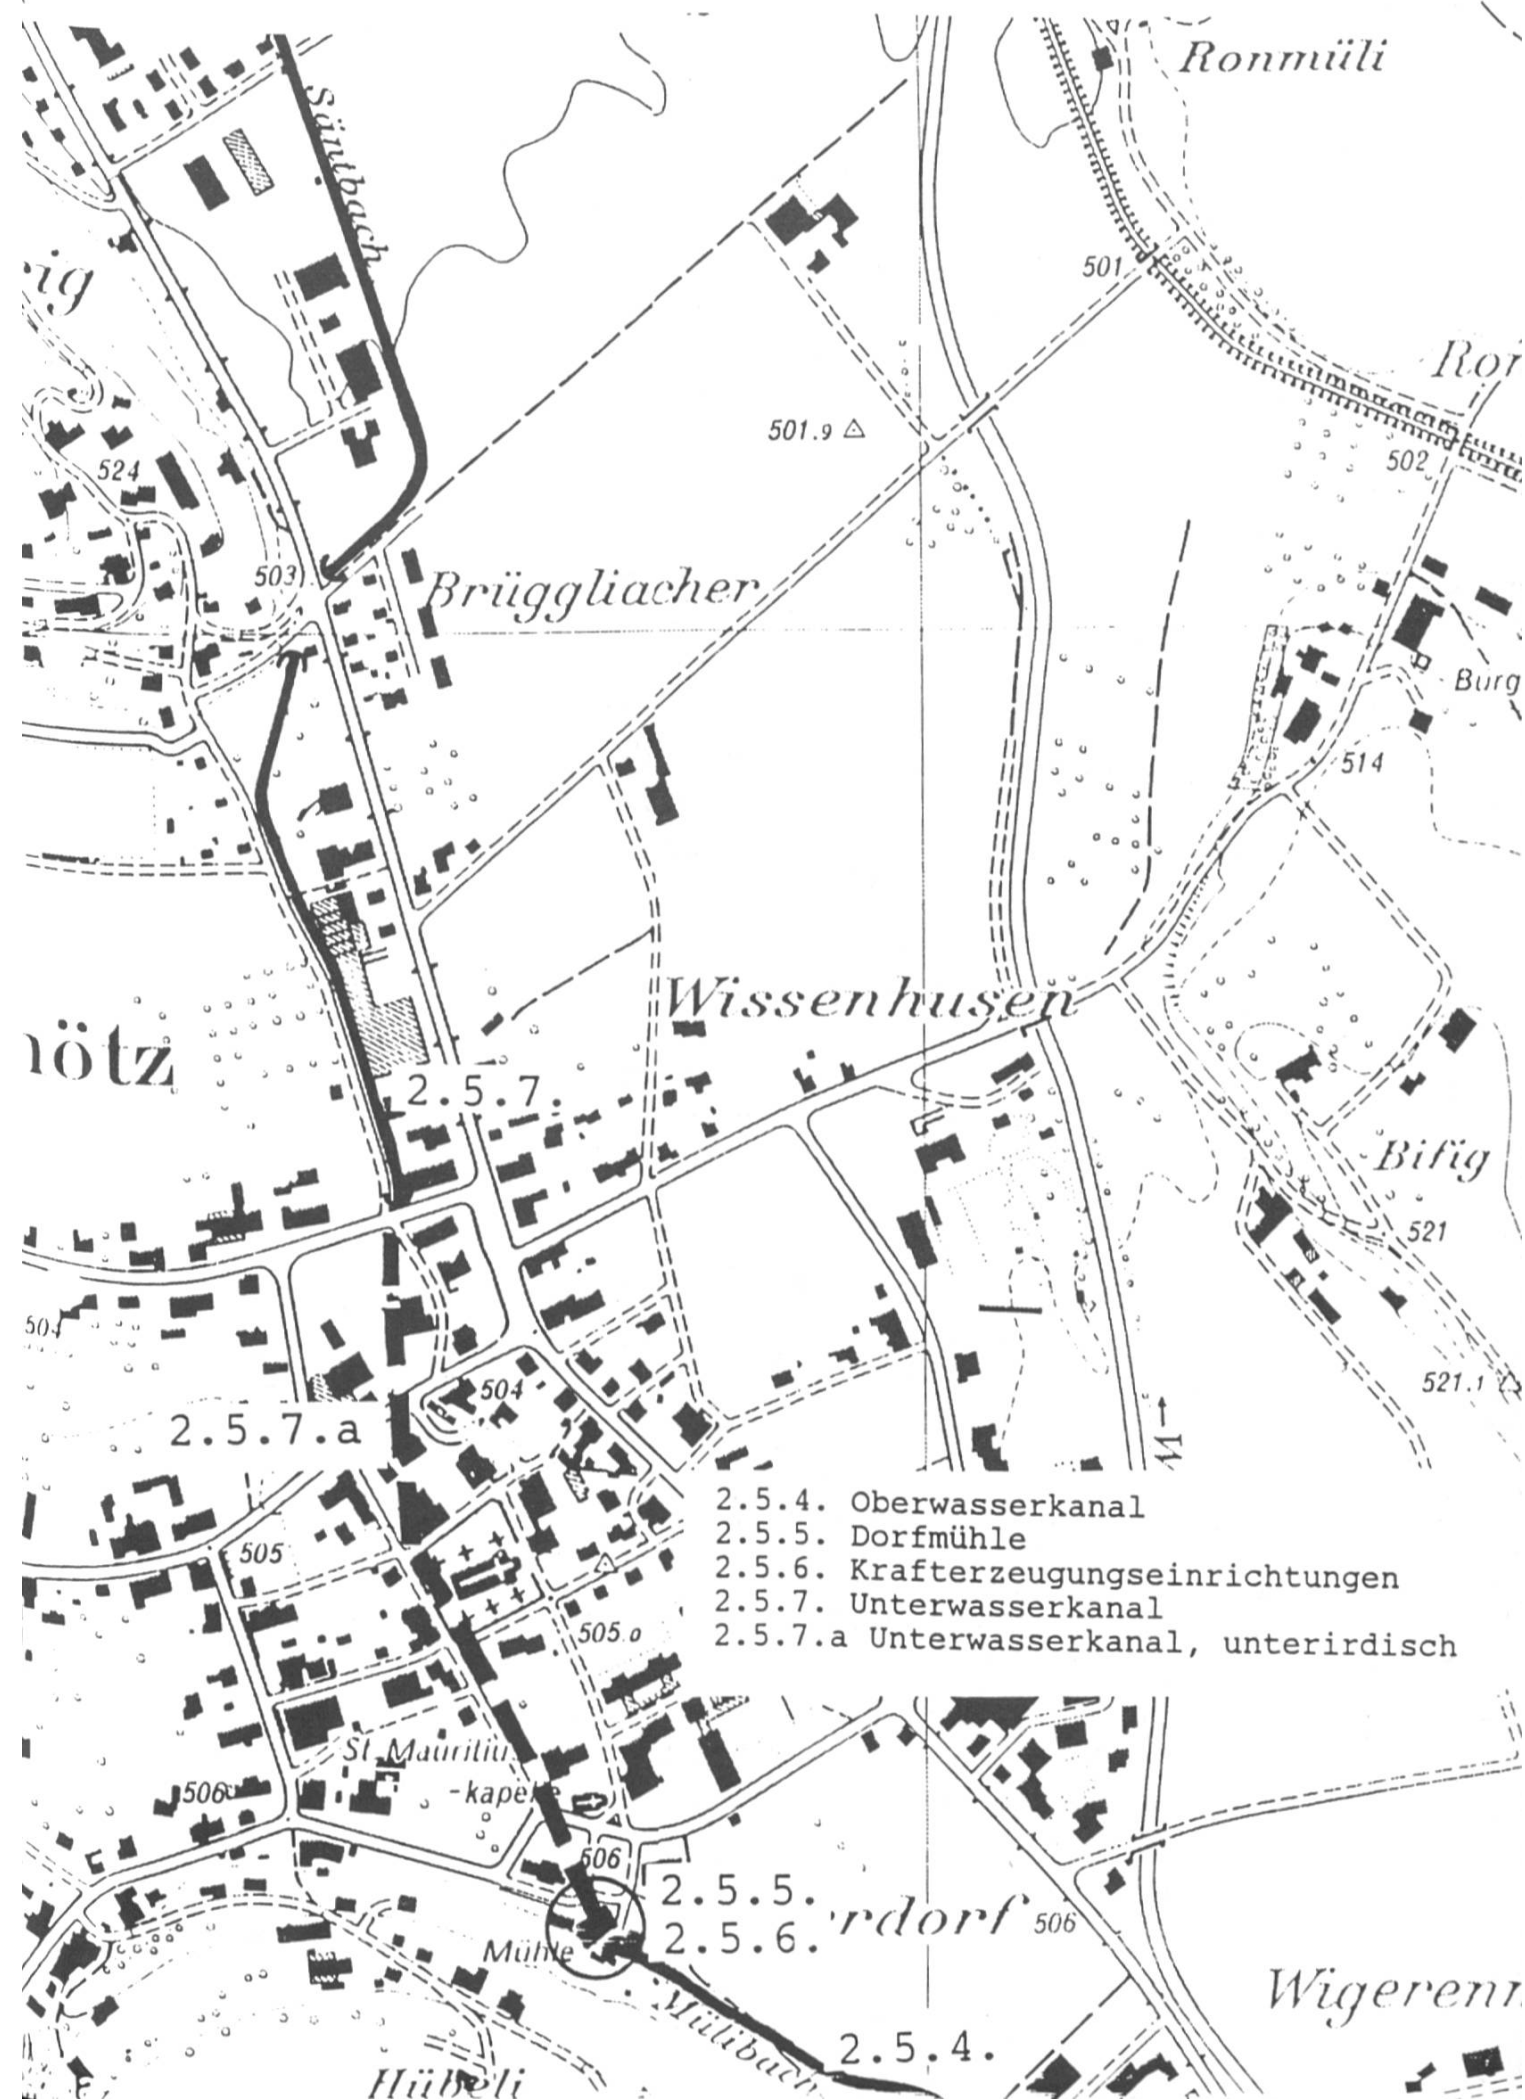 Ronmüli
Säntbach
rig
501
Ron
501.9
502
524
503
Brüggliacher
Burg
514
Wissenhusen
nötz
2.5.7.
Bifig
521
504
521.1
504
2.5.7.a
W
2.5.4. Oberwasserkanal
2.5.5. Dorfmühle
2.5.6. Krafterzeugungseinrichtungen
2.5.7. Unterwasserkanal
2.5.7.a Unterwasserkanal, unterirdisch
505
505.0
St. Mauritiu
-kapelle
506
506
2.5.5.
2.5.6.
rdorf
506
Mühle
Wigerenn
Mülibach
2.5.4.
Hübeli